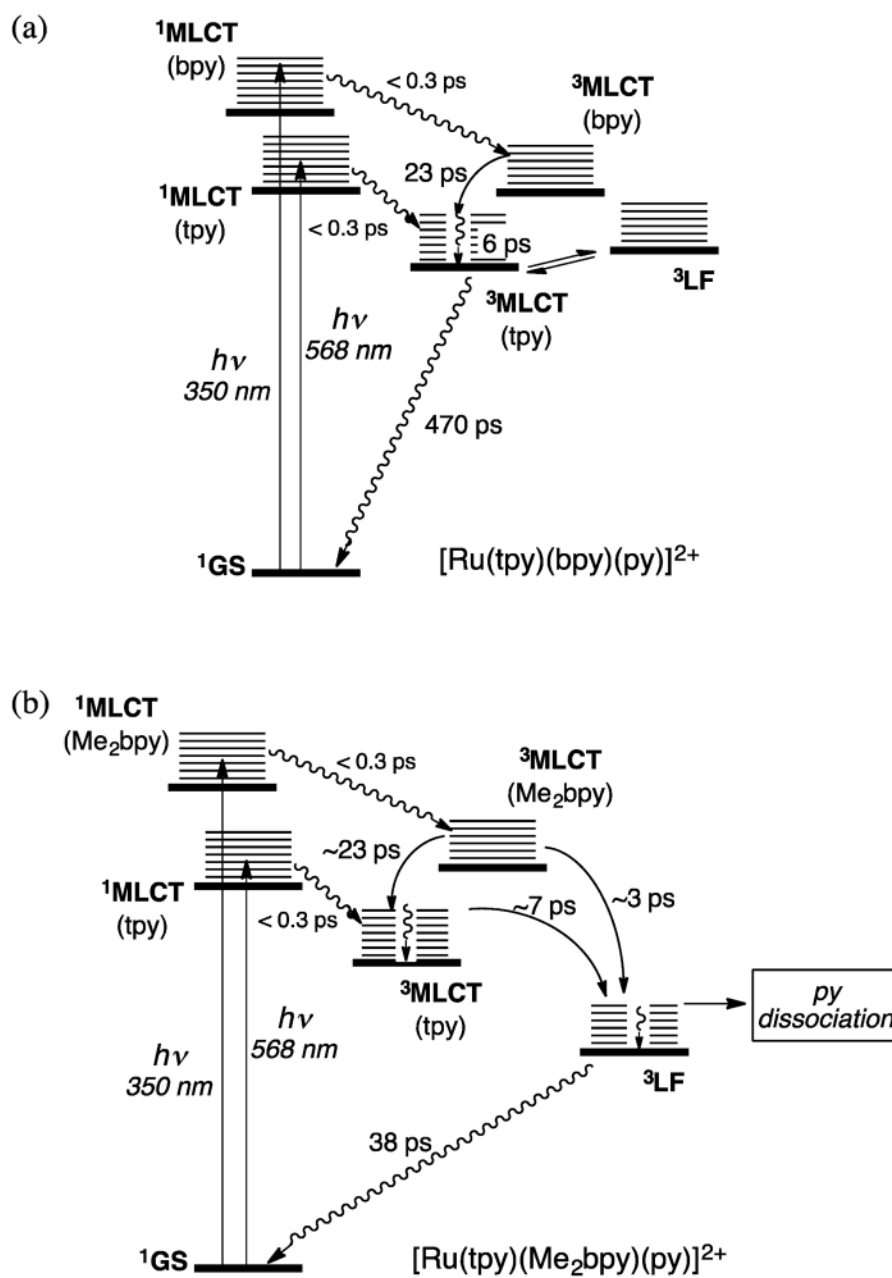 (a)
¹MLCT
(bpy)
< 0.3 ps
³MLCT
(bpy)
23 ps
¹MLCT
(tpy)
< 0.3 ps
6 ps
³LF
³MLCT
(tpy)
hν
568 nm
hν
350 nm
470 ps
¹GS
[Ru(tpy)(bpy)(py)]²⁺
(b)
¹MLCT
(Me₂bpy)
< 0.3 ps
³MLCT
(Me₂bpy)
~23 ps
¹MLCT
(tpy)
< 0.3 ps
~7 ps
~3 ps
³MLCT
(tpy)
py
dissociation
³LF
hν
568 nm
hν
350 nm
38 ps
¹GS
[Ru(tpy)(Me₂bpy)(py)]²⁺